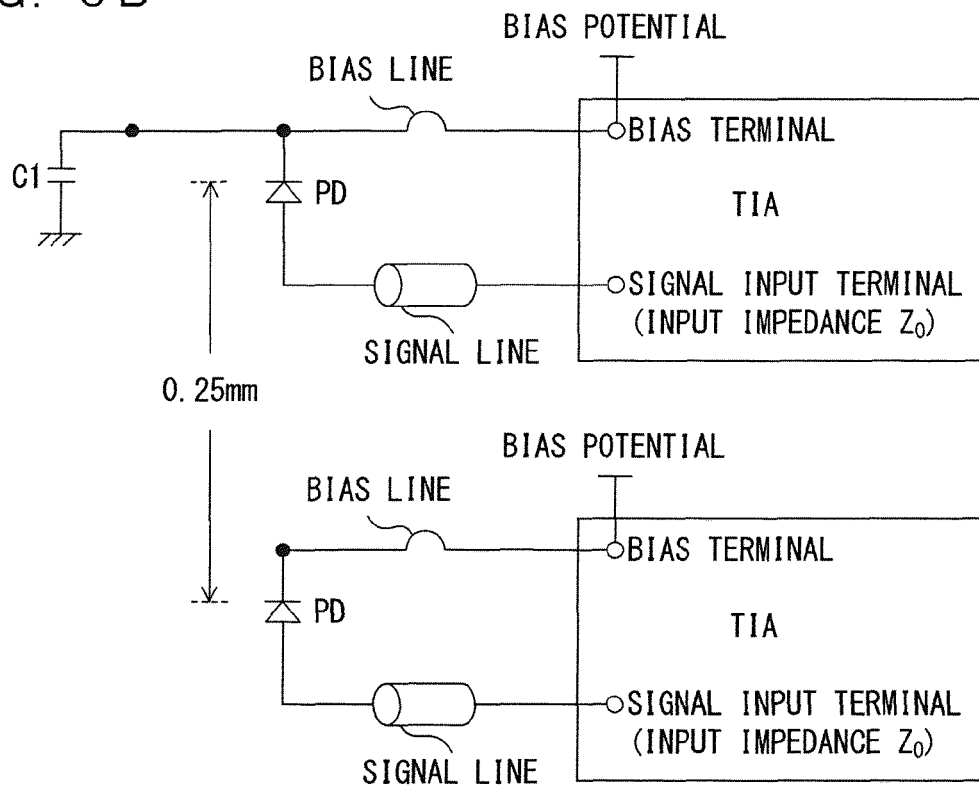 BIAS POTENTIAL
BIAS LINE
BIAS TERMINAL
C1
PD
TIA
SIGNAL INPUT TERMINAL
(INPUT IMPEDANCE Z₀)
SIGNAL LINE
0.25mm
BIAS POTENTIAL
BIAS LINE
BIAS TERMINAL
PD
TIA
SIGNAL INPUT TERMINAL
(INPUT IMPEDANCE Z₀)
SIGNAL LINE